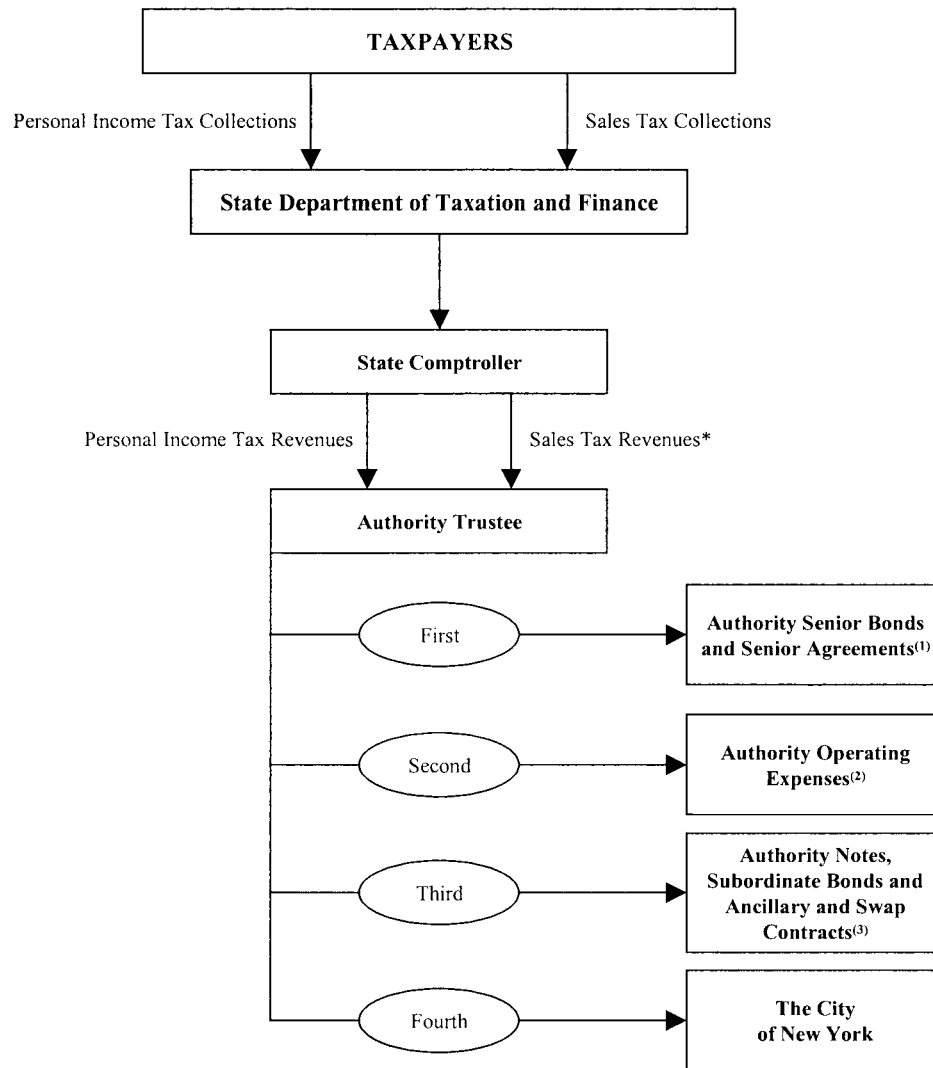 TAXPAYERS
Personal Income Tax Collections
Sales Tax Collections
State Department of Taxation and Finance
State Comptroller
Personal Income Tax Revenues
Sales Tax Revenues*
Authority Trustee
First
Authority Senior Bonds
and Senior Agreements(1)
Second
Authority Operating
Expenses(2)
Third
Authority Notes,
Subordinate Bonds and
Ancillary and Swap
Contracts(3)
Fourth
The City
of New York